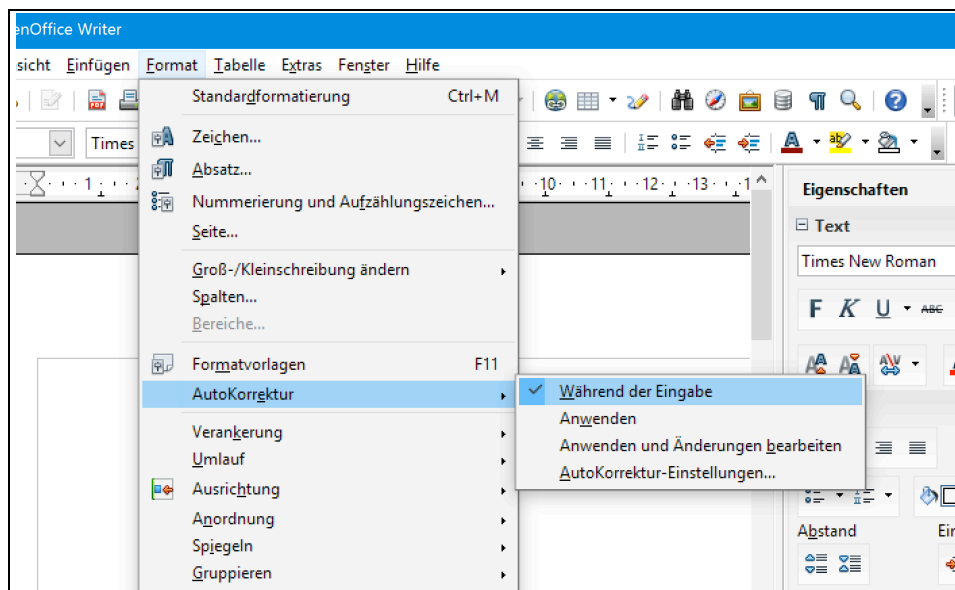 enOffice Writer
sicht Einfügen Format Tabelle Extras Fenster Hilfe
Times
F K U ABC
1 10 11 12 13 1
Standardformatierung Ctrl+M
Zeichen...
Absatz...
Nummerierung und Aufzählungszeichen...
Seite...
Groß-/Kleinschreibung ändern
Spalten...
Bereiche...
Formatvorlagen F11
AutoKorrektur
Verankerung
Umlauf
Ausrichtung
Anordnung
Spiegeln
Gruppieren
Während der Eingabe
Anwenden
Anwenden und Änderungen bearbeiten
AutoKorrektur-Einstellungen...
Eigenschaften
Text
Times New Roman
Abstand